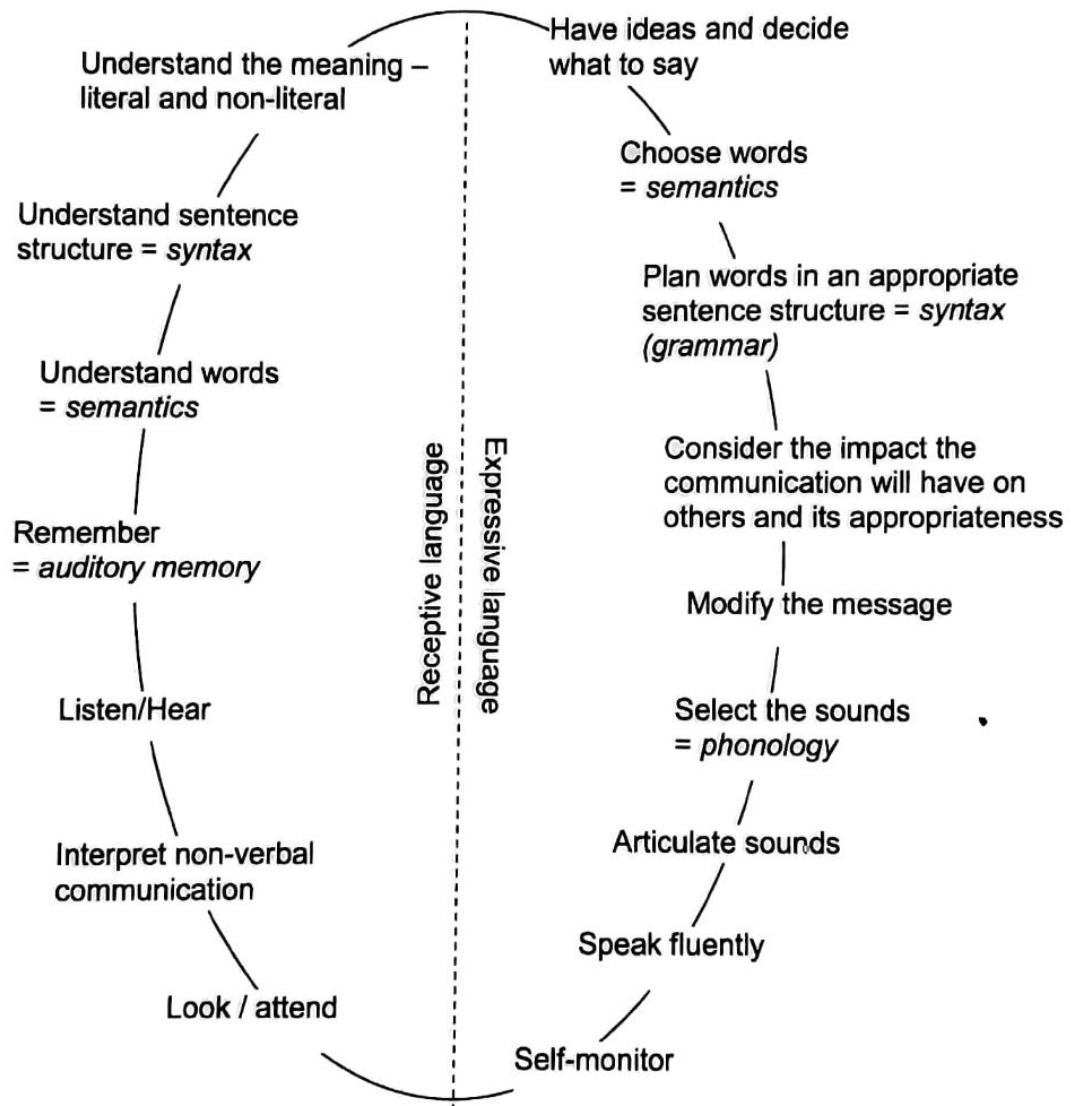 Understand the meaning –
literal and non-literal
Understand sentence
structure = syntax
Understand words
= semantics
Remember
= auditory memory
Listen/Hear
Interpret non-verbal
communication
Look / attend
Receptive language
Expressive language
Have ideas and decide
what to say
Choose words
= semantics
Plan words in an appropriate
sentence structure = syntax
(grammar)
Consider the impact the
communication will have on
others and its appropriateness
Modify the message
Select the sounds
= phonology
Articulate sounds
Speak fluently
Self-monitor